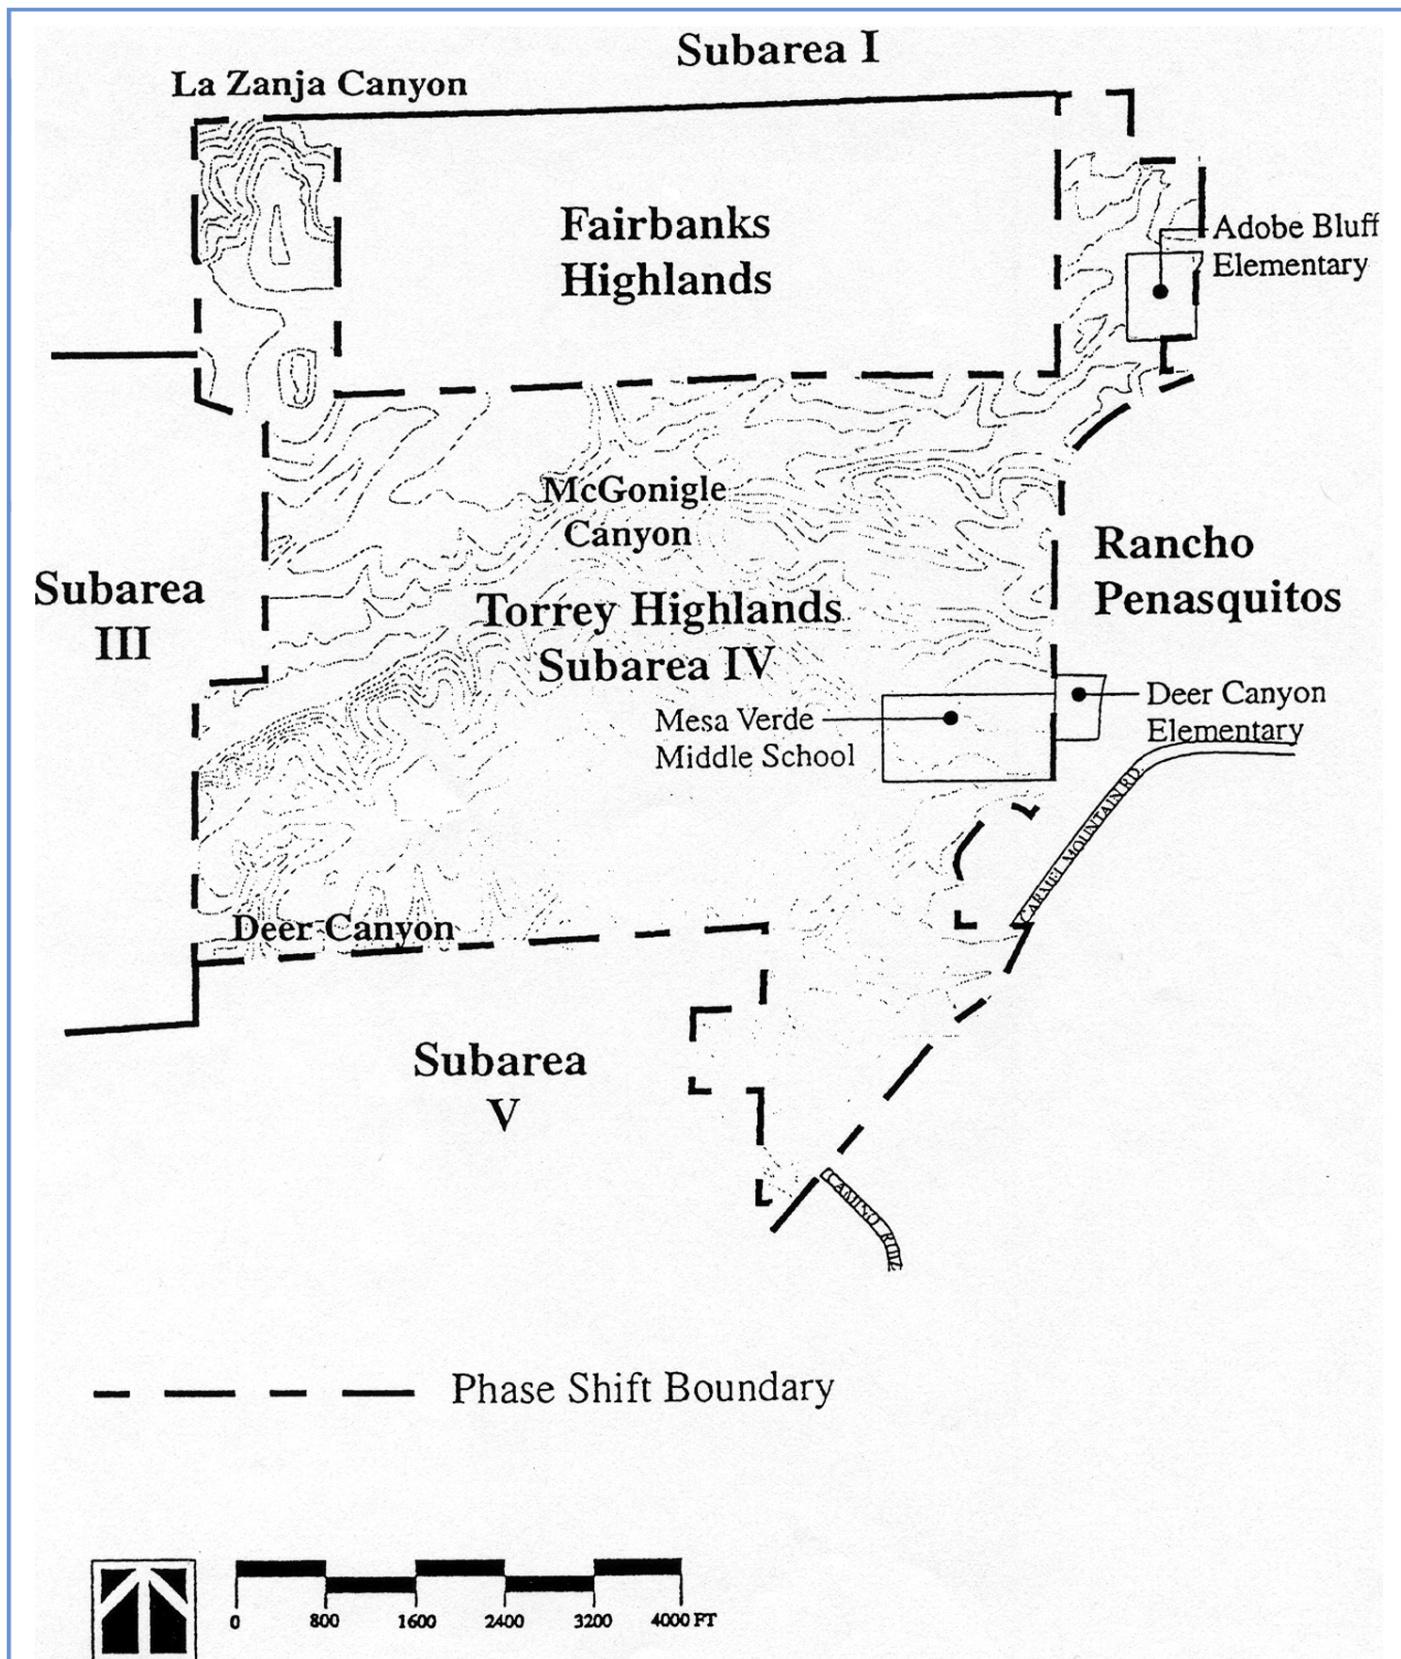 Subarea I
La Zanja Canyon
Fairbanks
Highlands
Adobe Bluff
Elementary
McGonigle
Canyon
Rancho
Penasquitos
Subarea
III
Torrey Highlands
Subarea IV
Deer Canyon
Elementary
Mesa Verde
Middle School
CARMEL MOUNTAIN RD.
Deer Canyon
Subarea
V
CAMINO RUIZ
Phase Shift Boundary
0 800 1600 2400 3200 4000 FT